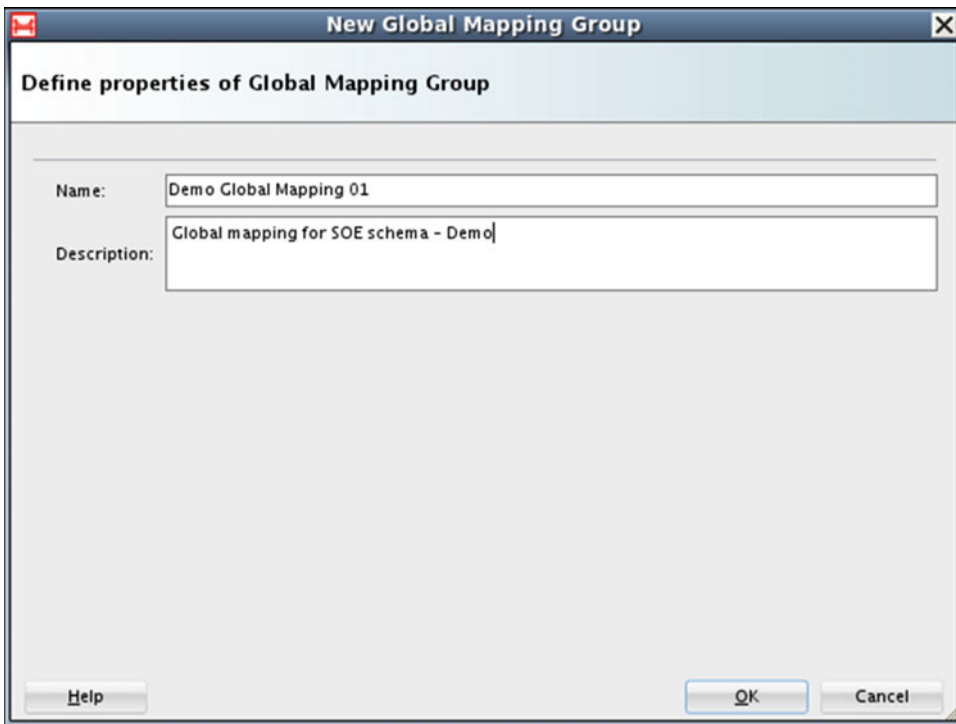 New Global Mapping Group
Define properties of Global Mapping Group
Name:
Demo Global Mapping 01
Description:
Global mapping for SOE schema - Demo
Help
OK
Cancel